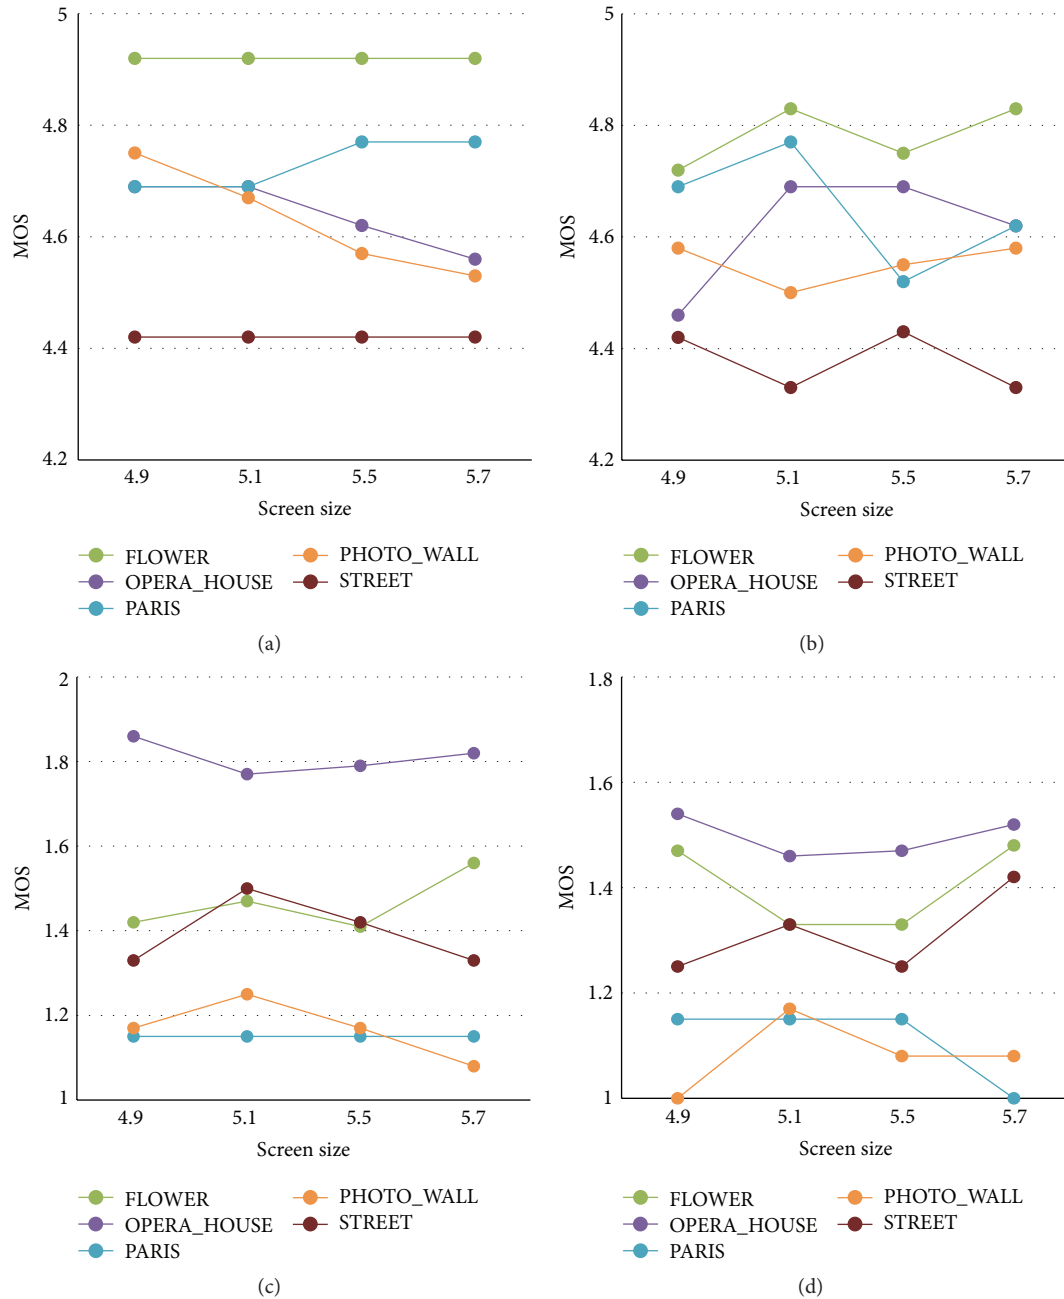 5
4.8
4.6
4.4
4.2
MOS
4.9 5.1 5.5 5.7
Screen size
FLOWER PHOTO_WALL
OPERA_HOUSE STREET
PARIS
(a)
5
4.8
4.6
4.4
4.2
MOS
4.9 5.1 5.5 5.7
Screen size
FLOWER PHOTO_WALL
OPERA_HOUSE STREET
PARIS
(b)
2
1.8
1.6
1.4
1.2
1
MOS
4.9 5.1 5.5 5.7
Screen size
FLOWER PHOTO_WALL
OPERA_HOUSE STREET
PARIS
(c)
1.8
1.6
1.4
1.2
1
MOS
4.9 5.1 5.5 5.7
Screen size
FLOWER PHOTO_WALL
OPERA_HOUSE STREET
PARIS
(d)